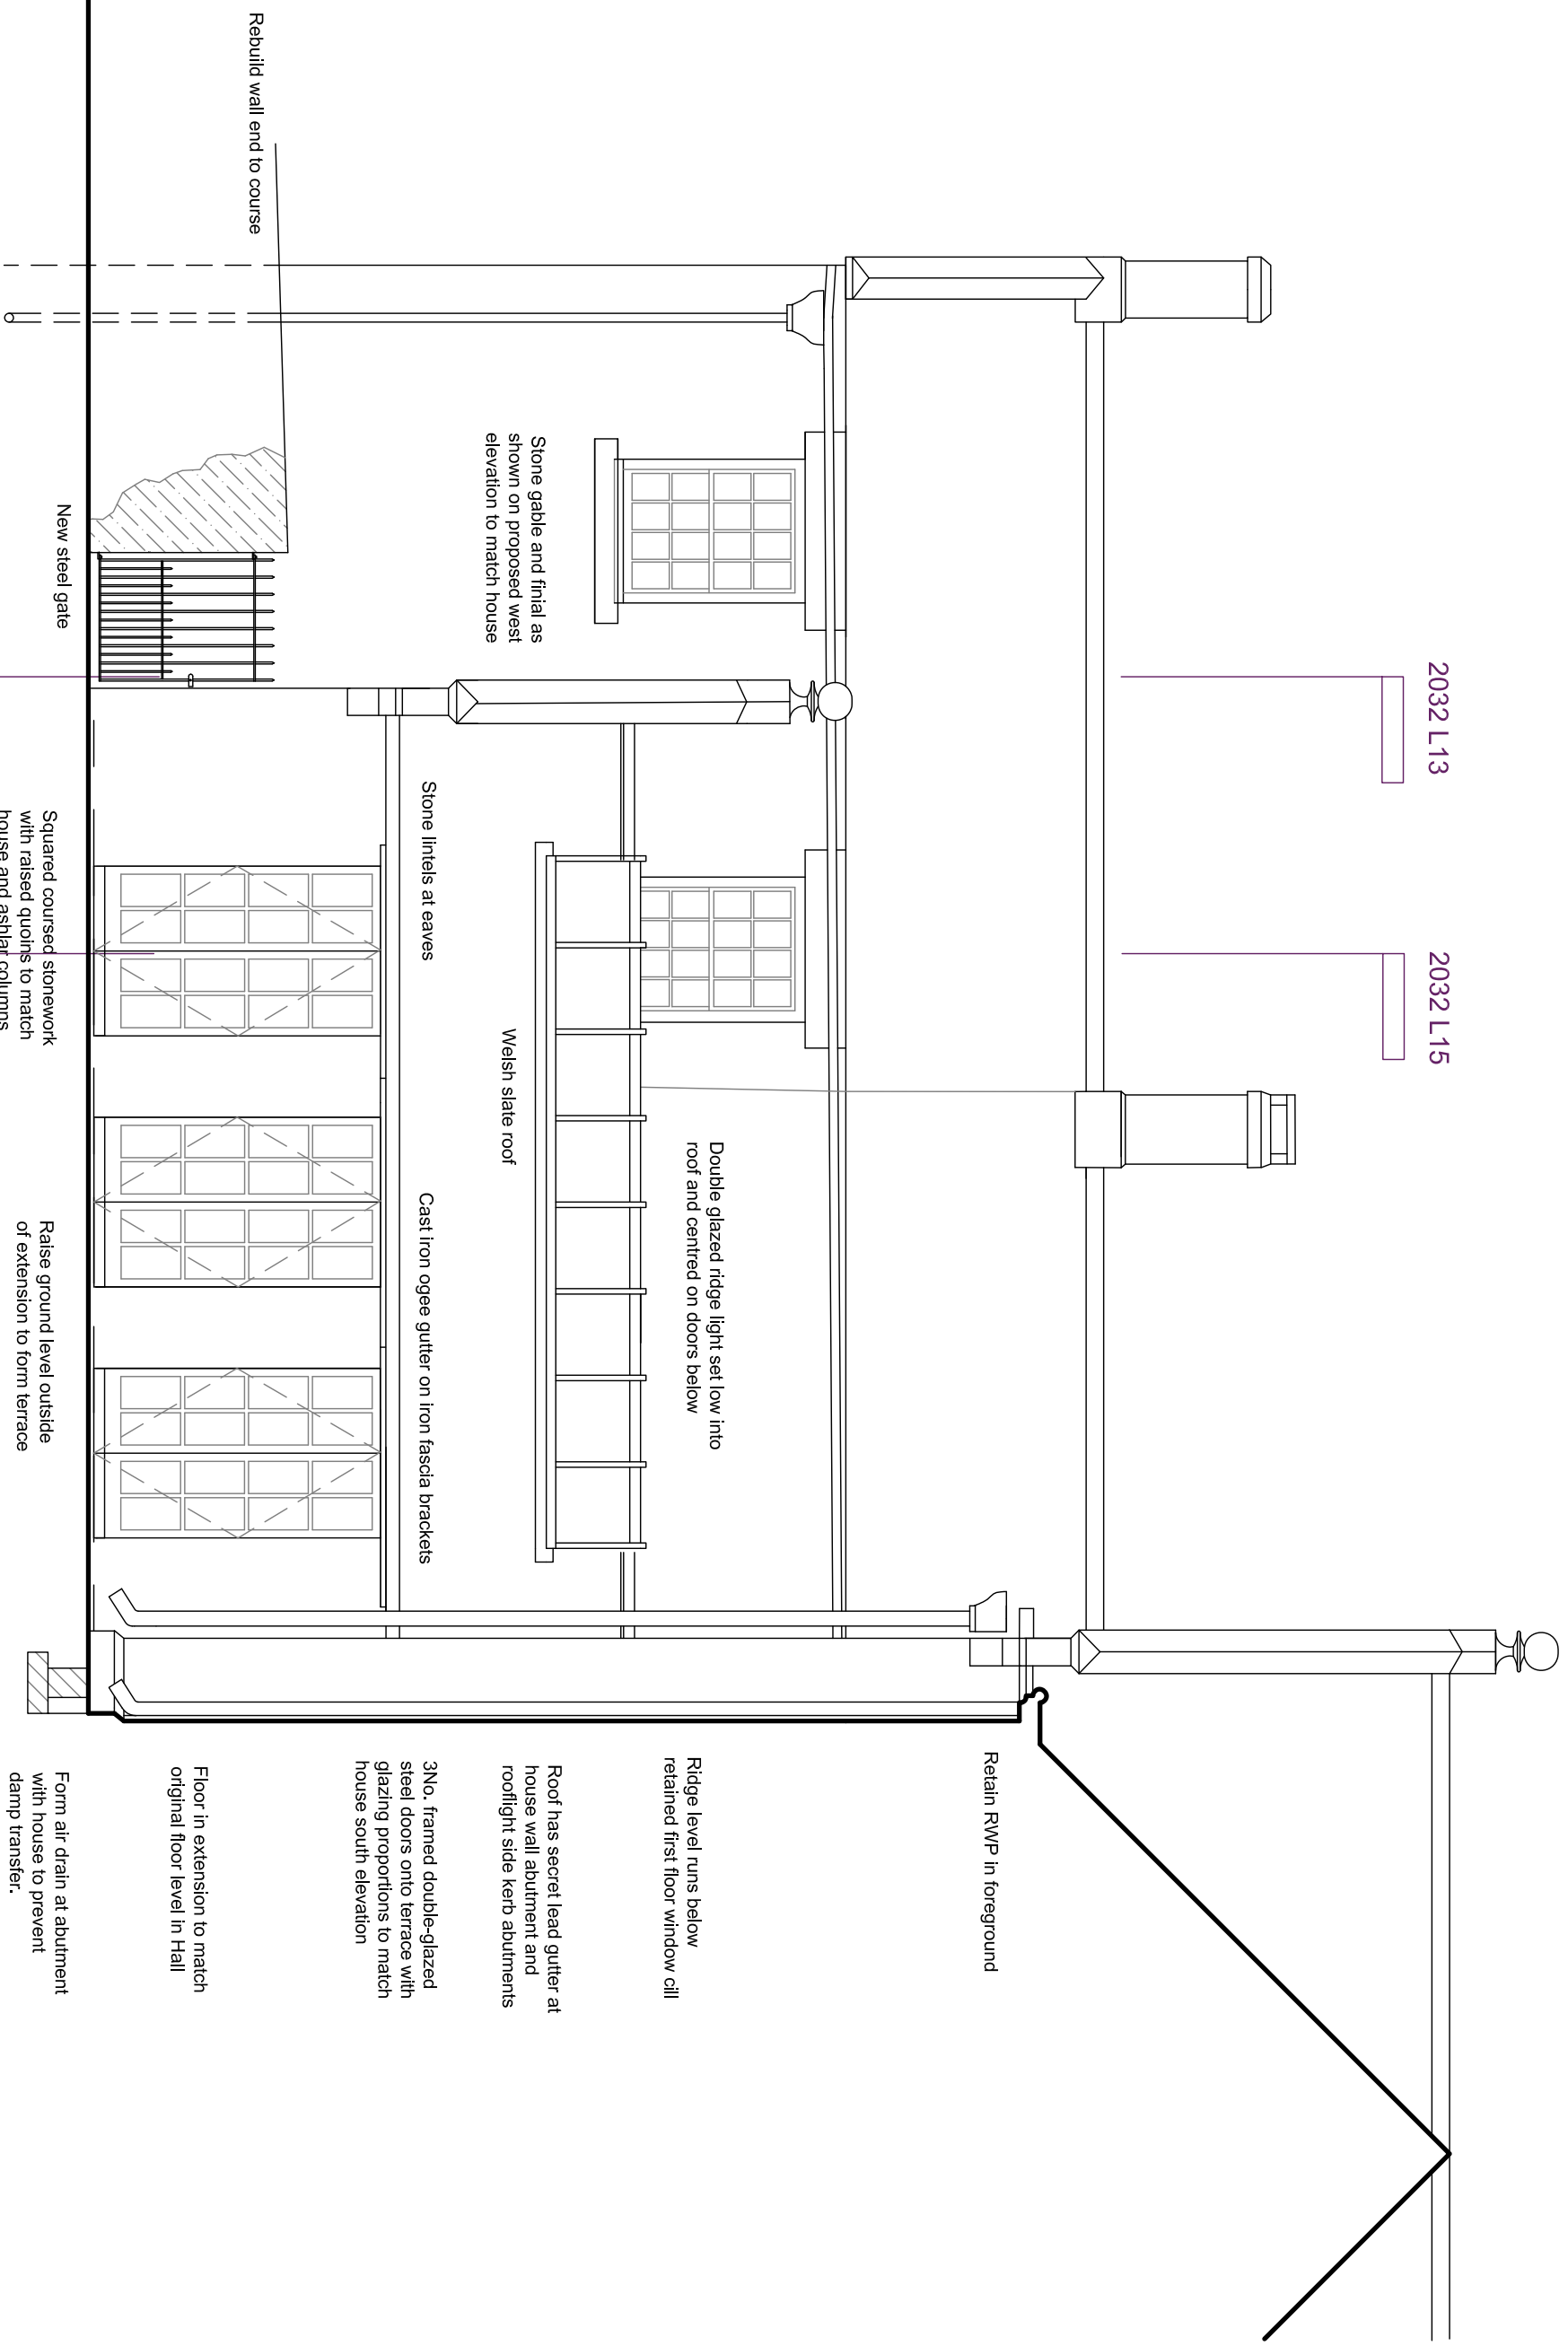 2032 L13
2032 L15
Rebuild wall end to course
Stone gable and finial as
shown on proposed west
elevation to match house
New steel gate
Stone lintels at eaves
Welsh slate roof
Double glazed ridge light set low into
roof and centred on doors below
Cast iron ogee gutter on iron fascia brackets
Squared coursed stonework
with raised quoins to match
house and ashlar columns
Raise ground level outside
of extension to form terrace
Retain RWP in foreground
Ridge level runs below
retained first floor window cill
Roof has secret lead gutter at
house wall abutment and
rooflight side kerb abutments
3No. framed double-glazed
steel doors onto terrace with
glazing proportions to match
house south elevation
Floor in extension to match
original floor level in Hall
Form air drain at abutment
with house to prevent
damp transfer.